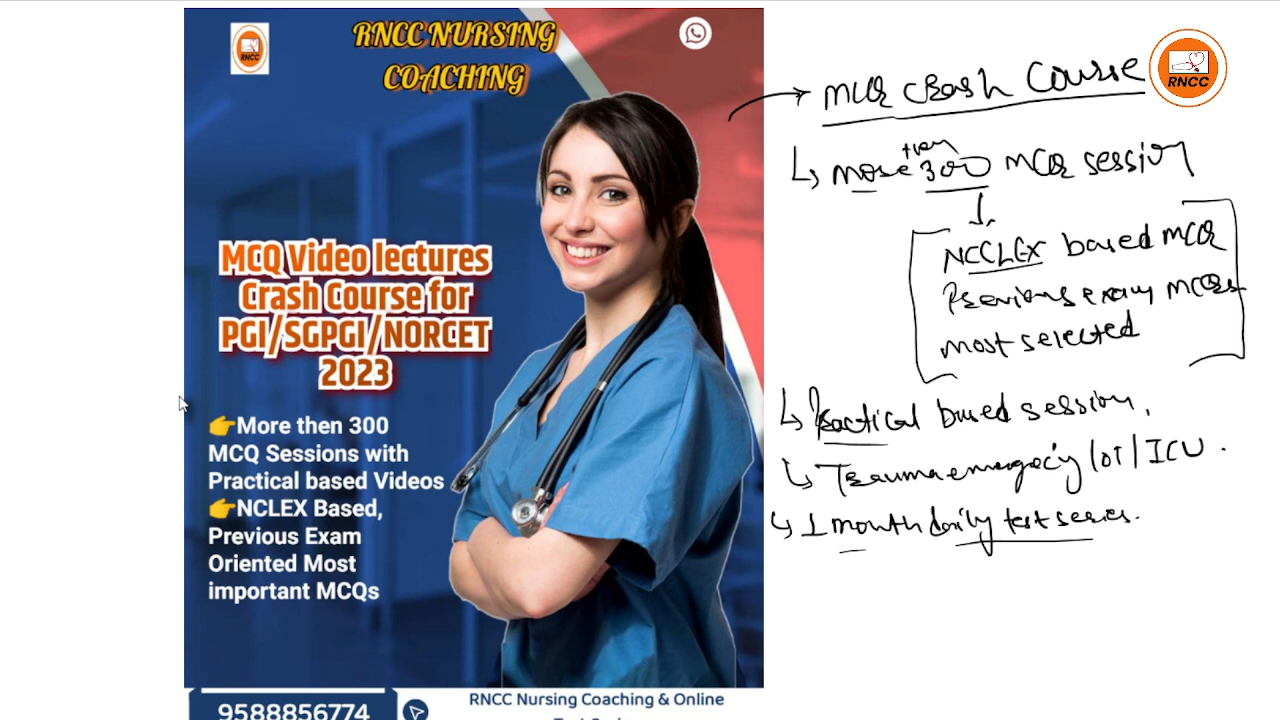 RNCC NURSING
COACHING
RNCC
MCQ Video lectures
Crash Course for
PGI/SGPGI/NORCET
2023
👉More then 300
MCQ Sessions with
Practical based Videos
👉NCLEX Based,
Previous Exam
Oriented Most
important MCQs
9588856774
RNCC Nursing Coaching & Online
RNCC
MCQ Crash Course
more then 300 MCQ session
NCCLEX based MCQ
Previous exam MCQs
most selected
Practical based session,
Trauma emergacy/OT/ICU.
1 month daily test series.